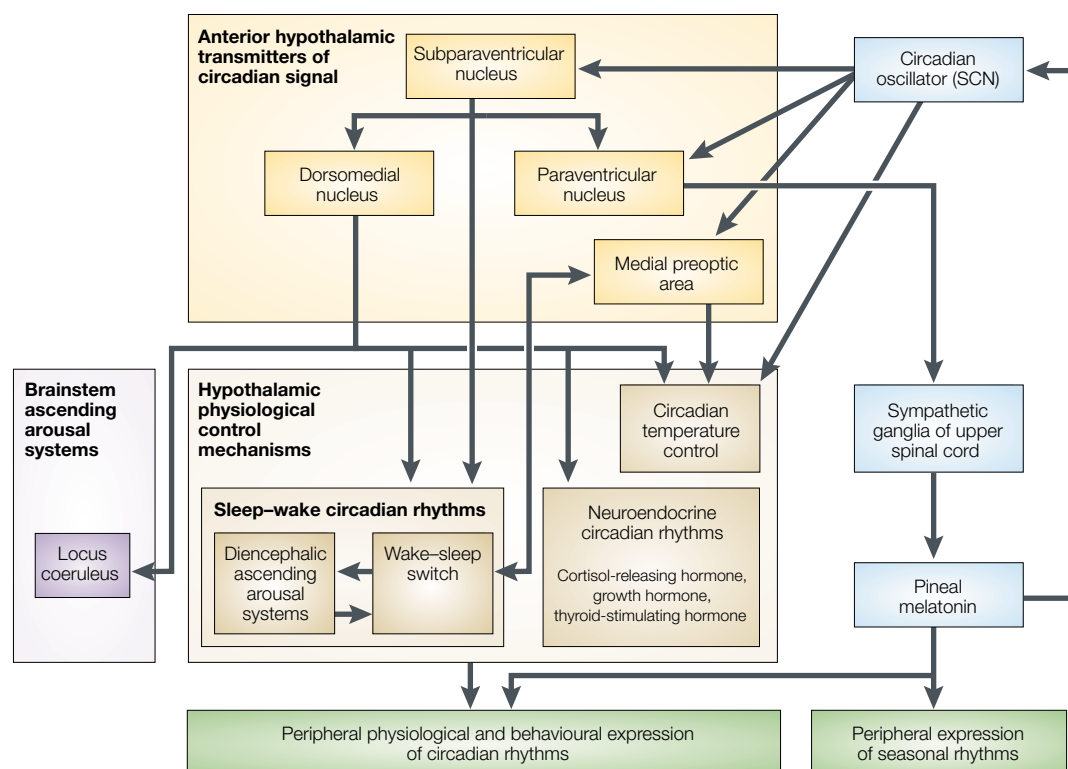 Anterior hypothalamic
transmitters of
circadian signal
Subparaventricular
nucleus
Circadian
oscillator (SCN)
Dorsomedial
nucleus
Paraventricular
nucleus
Medial preoptic
area
Brainstem
ascending
arousal
systems
Hypothalamic
physiological
control
mechanisms
Circadian
temperature
control
Sympathetic
ganglia of upper
spinal cord
Sleep–wake circadian rhythms
Neuroendocrine
circadian rhythms
Locus
coeruleus
Diencephalic
ascending
arousal
systems
Wake–sleep
switch
Cortisol-releasing hormone,
growth hormone,
thyroid-stimulating hormone
Pineal
melatonin
Peripheral physiological and behavioural expression
of circadian rhythms
Peripheral expression
of seasonal rhythms